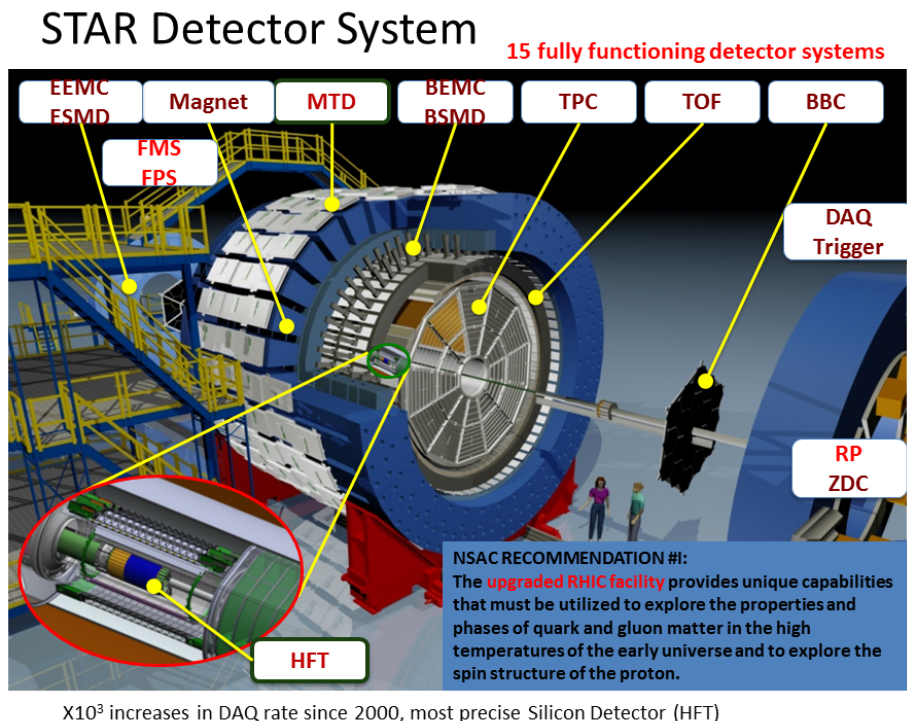 STAR Detector System
15 fully functioning detector systems
EEMC
ESMD
Magnet
MTD
BEMC
BSMD
TPC
TOF
BBC
FMS
FPS
DAQ
Trigger
RP
ZDC
HFT
NSAC RECOMMENDATION #I:
The upgraded RHIC facility provides unique capabilities
that must be utilized to explore the properties and
phases of quark and gluon matter in the high
temperatures of the early universe and to explore the
spin structure of the proton.
X10³ increases in DAQ rate since 2000, most precise Silicon Detector (HFT)